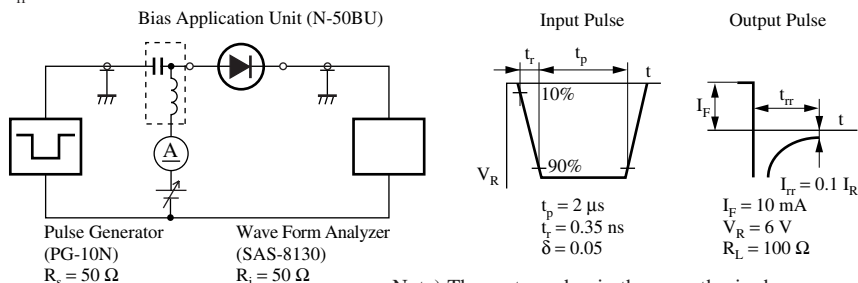 Bias Application Unit (N-50BU)
A
Pulse Generator
(PG-10N)
R_s = 50 Ω
Wave Form Analyzer
(SAS-8130)
R_i = 50 Ω
Input Pulse
t_r
t_p
t
10%
90%
V_R
t_p = 2 μs
t_r = 0.35 ns
δ = 0.05
Output Pulse
I_F
t_rr
t
I_rr = 0.1 I_R
I_F = 10 mA
V_R = 6 V
R_L = 100 Ω